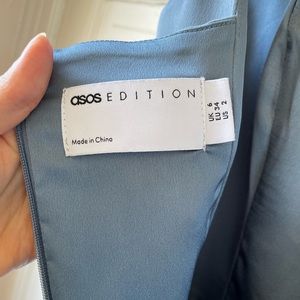 asos EDITION
Made in China
UK 6
EU 34
US 2